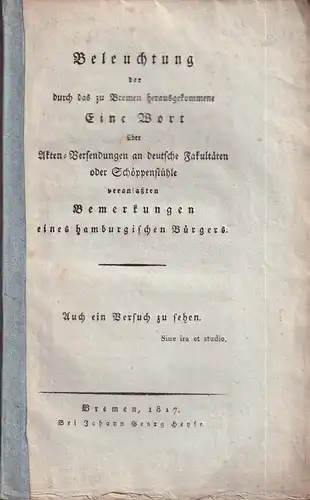 Beleuchtung
der
durch das zu Bremen herausgekommene
Eine Wort
über
Akten-Versendungen an deutsche Fakultäten
oder Schöppenstühle
veranlaßten
Bemerkungen
eines hamburgischen Bürgers.
Auch ein Versuch zu sehen.
Sine ira et studio.
Bremen, 1817.
Bei Johann Georg Heyse.